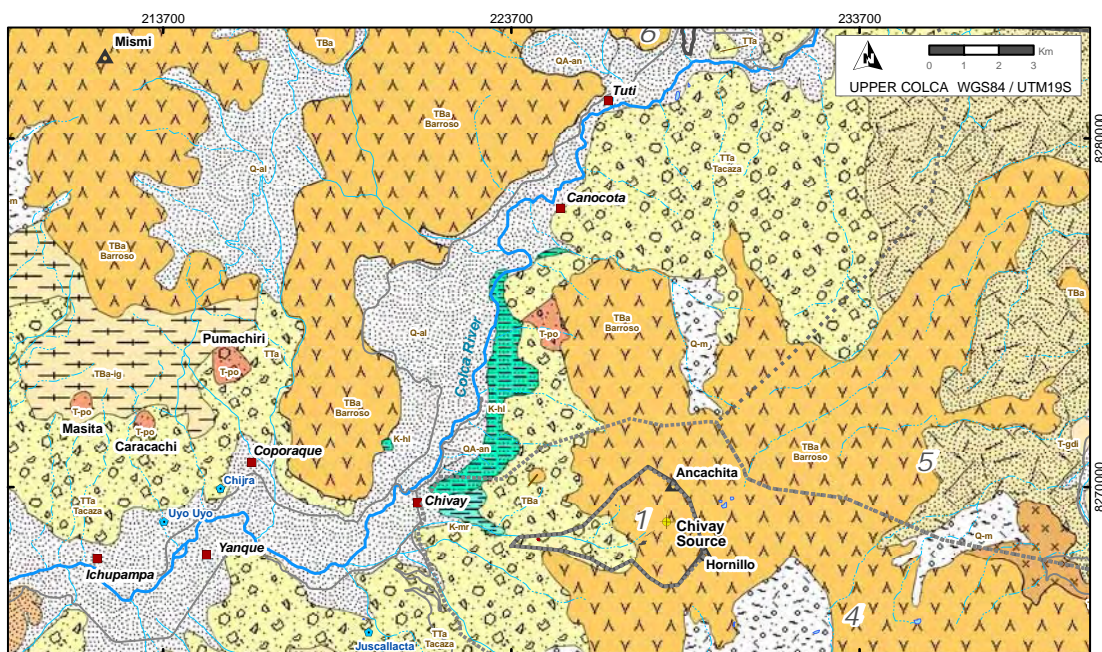 213700
223700
233700
Mismi
TBa
6
QA-an
TTa
N
0 1 2 3
Km
UPPER COLCA WGS84 / UTM19S
Tuti
TBa
Barroso
8280000
Q-al
TTa
Tacaza
Canocota
TBa
Barroso
Q-al
TBa
Barroso
Q-m
TBa
Pumachiri
TTa
T-po
T-po
TBa-ig
Colca River
T-po
Masita
T-po
Caracachi
TBa
Barroso
K-hl
K-hl
QA-an
TBa
Barroso
T-gdi
Coporaque
Chijra
5
Ancachita
8270000
TTa
Tacaza
Uyo Uyo
Chivay
TBa
1
Chivay
Source
K-mr
Q-m
Yanque
Ichupampa
Hornillo
4
TTa
Tacaza
Juscallacta